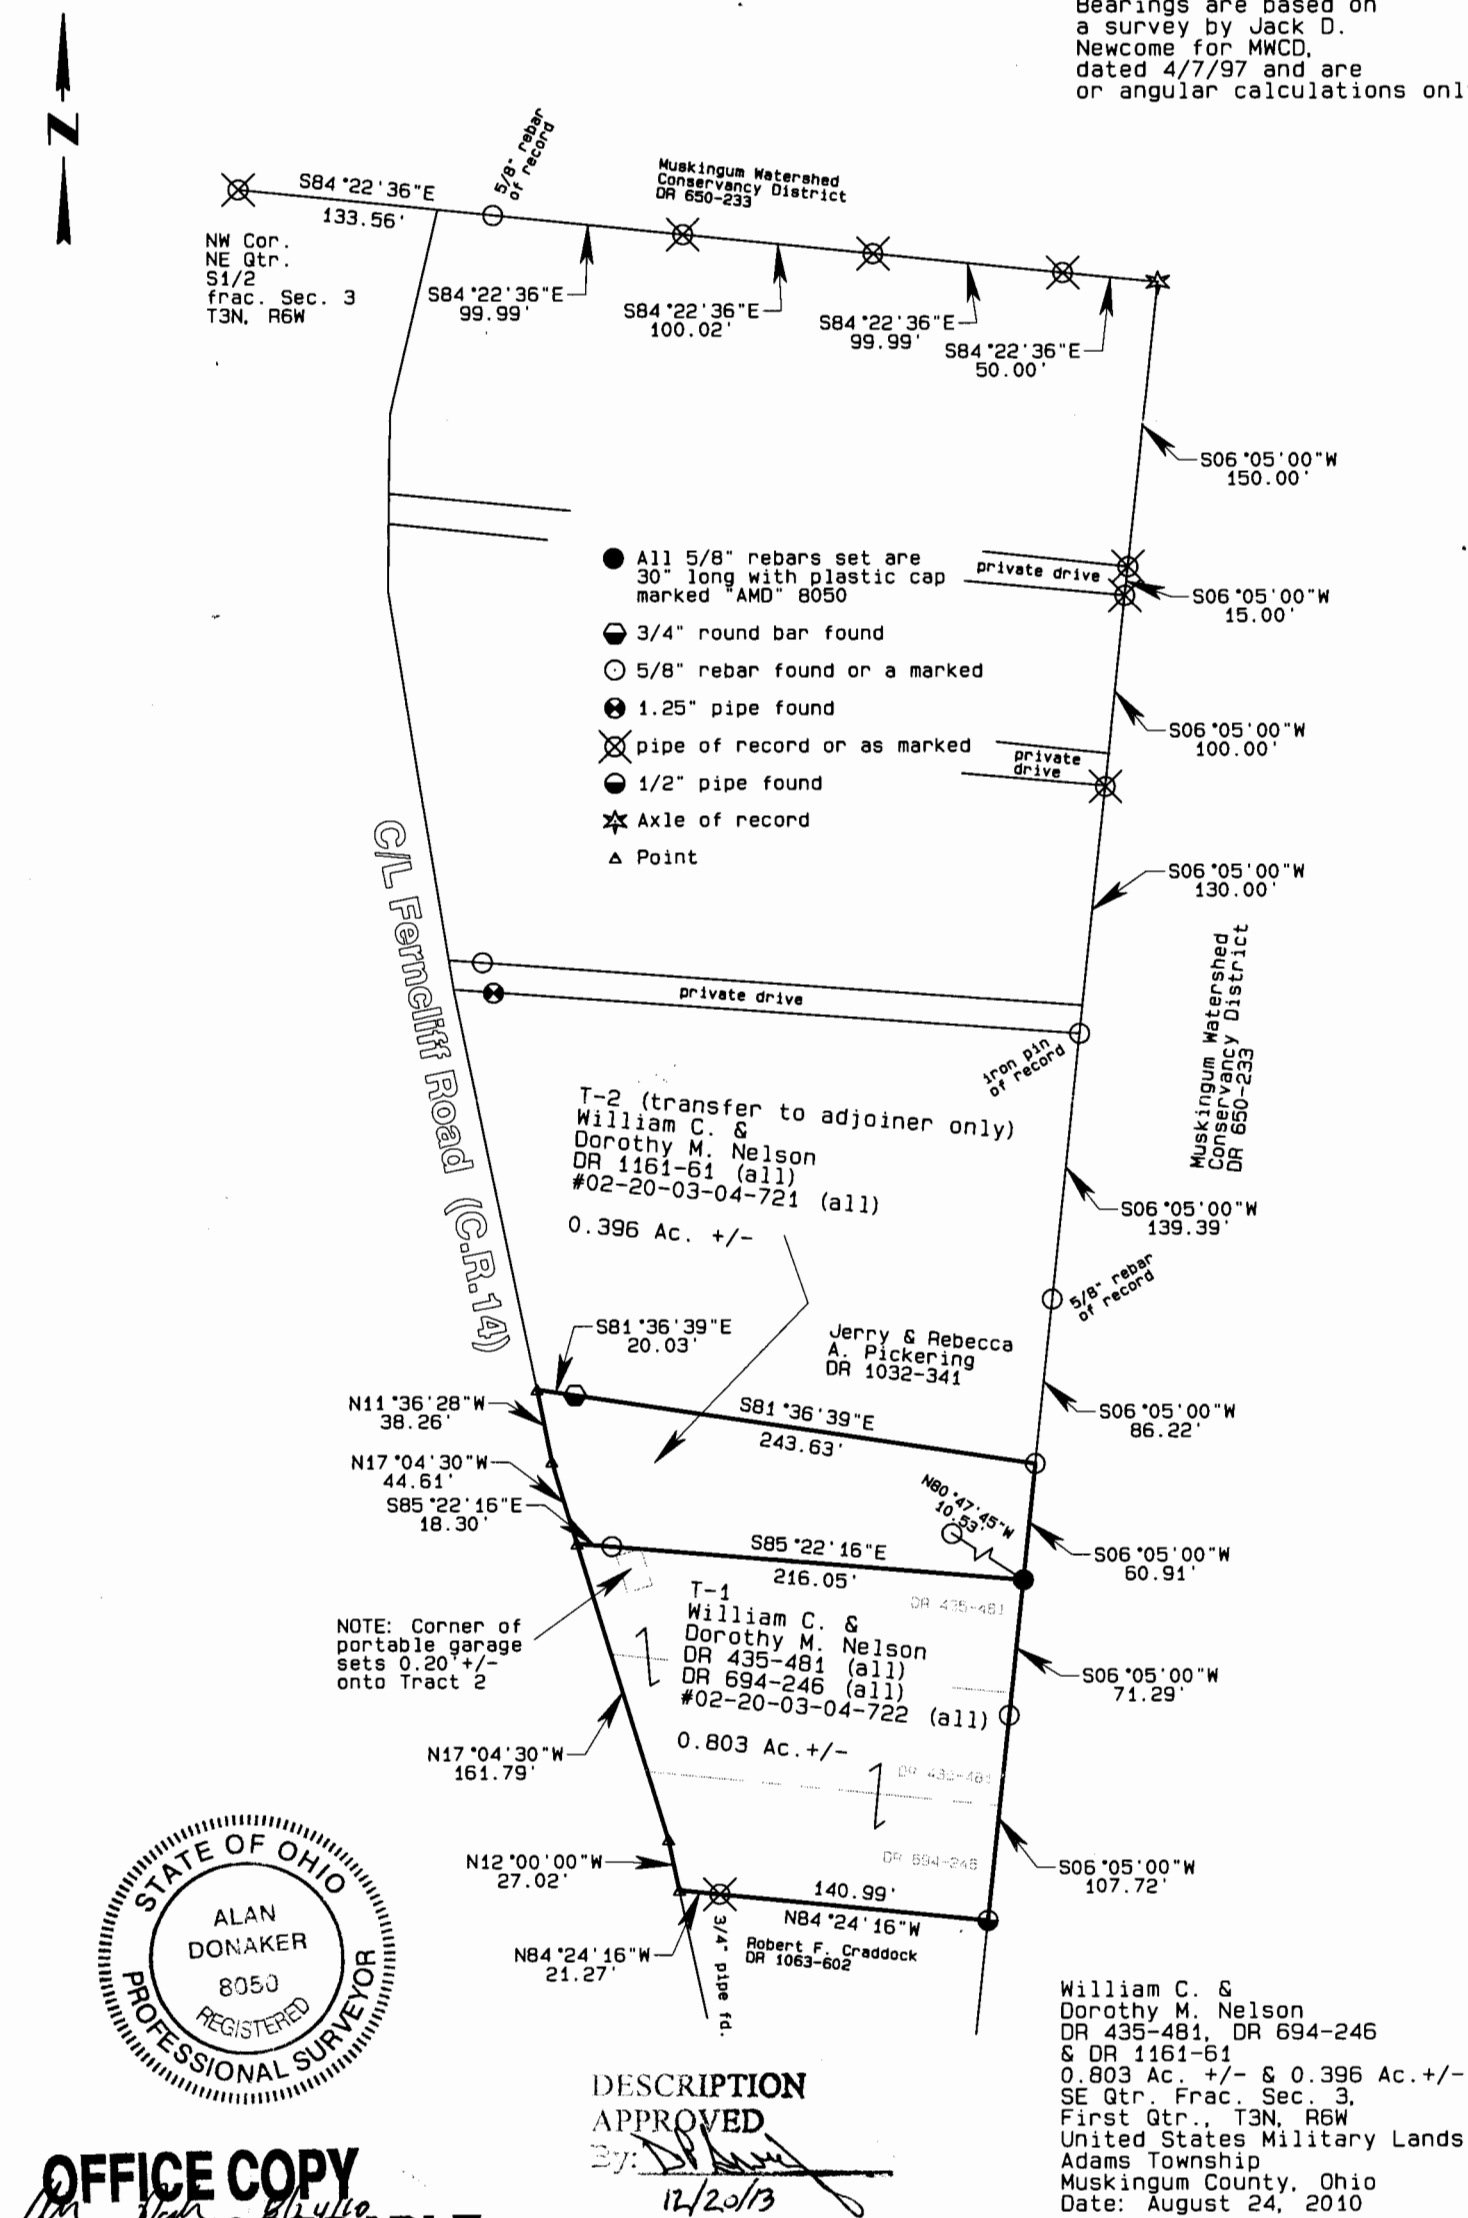 Bearings are based on
a survey by Jack D.
Newcome for MWCD,
dated 4/7/97 and are
or angular calculations onl
N
S84°22'36"E
133.56'
5/8" rebar
of record
Muskingum Watershed
Conservancy District
DR 650-233
NW Cor.
NE Qtr.
S1/2
frac. Sec. 3
T3N, R6W
S84°22'36"E
99.99'
S84°22'36"E
100.02'
S84°22'36"E
99.99'
S84°22'36"E
50.00'
S06°05'00"W
150.00'
All 5/8" rebars set are
30" long with plastic cap
marked "AMD" 8050
3/4" round bar found
5/8" rebar found or a marked
1.25" pipe found
pipe of record or as marked
1/2" pipe found
Axle of record
Point
private drive
S06°05'00"W
15.00'
S06°05'00"W
100.00'
private
drive
S06°05'00"W
130.00'
C/L Ferncliff Road (C.R.14)
private drive
Muskingum Watershed
Conservancy District
DR 650-233
iron pin
of record
T-2 (transfer to adjoiner only)
William C. &
Dorothy M. Nelson
DR 1161-61 (all)
#02-20-03-04-721 (all)
0.396 Ac. +/-
S06°05'00"W
139.39'
5/8" rebar
of record
S81°36'39"E
20.03'
Jerry & Rebecca
A. Pickering
DR 1032-341
N11°36'28"W
38.26'
S81°36'39"E
243.63'
S06°05'00"W
86.22'
N17°04'30"W
44.61'
S85°22'16"E
18.30'
N80°47'45"W
10.53'
S85°22'16"E
216.05'
S06°05'00"W
60.91'
DR 435-481
NOTE: Corner of
portable garage
sets 0.20'+/-
onto Tract 2
T-1
William C. &
Dorothy M. Nelson
DR 435-481 (all)
DR 694-246 (all)
#02-20-03-04-722 (all)
0.803 Ac.+/-
S06°05'00"W
71.29'
N17°04'30"W
161.79'
DR 435-481
DR 694-246
N12°00'00"W
27.02'
140.99'
N84°24'16"W
S06°05'00"W
107.72'
N84°24'16"W
21.27'
3/4" pipe fd.
Robert F. Craddock
DR 1063-602
STATE OF OHIO
ALAN
DONAKER
8050
REGISTERED
PROFESSIONAL SURVEYOR
DESCRIPTION
APPROVED
By:
12/20/13
OFFICE COPY
8/24/10
William C. &
Dorothy M. Nelson
DR 435-481, DR 694-246
& DR 1161-61
0.803 Ac. +/- & 0.396 Ac.+/-
SE Qtr. Frac. Sec. 3,
First Qtr., T3N, R6W
United States Military Lands
Adams Township
Muskingum County, Ohio
Date: August 24, 2010